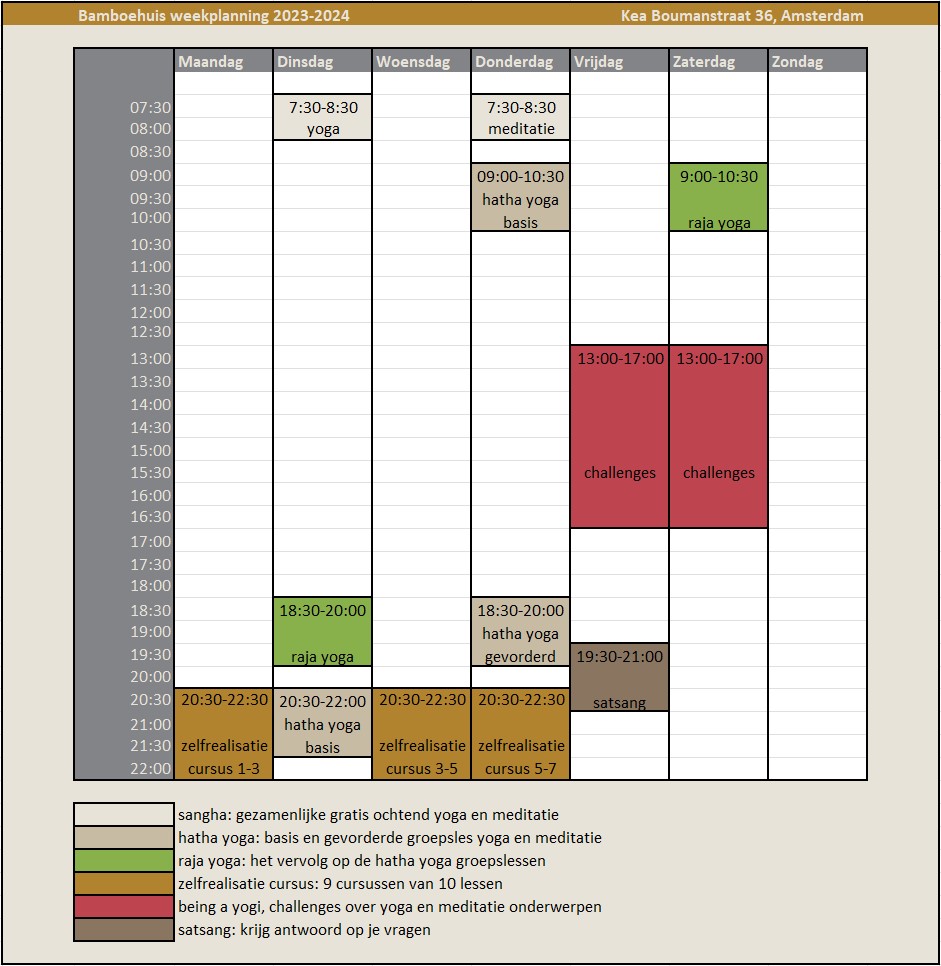 Bamboehuis weekplanning 2023-2024 Kea Boumanstraat 36, Amsterdam
Maandag Dinsdag Woensdag Donderdag Vrijdag Zaterdag Zondag
07:30 7:30-8:30 7:30-8:30
08:00 yoga meditatie
08:30
09:00 09:00-10:30 9:00-10:30
09:30 hatha yoga
10:00 basis raja yoga
10:30
11:00
11:30
12:00
12:30
13:00 13:00-17:00 13:00-17:00
13:30
14:00
14:30
15:00
15:30 challenges challenges
16:00
16:30
17:00
17:30
18:00
18:30 18:30-20:00 18:30-20:00
19:00 hatha yoga
19:30 raja yoga gevorderd 19:30-21:00
20:00
20:30 20:30-22:30 20:30-22:00 20:30-22:30 20:30-22:30 satsang
21:00 hatha yoga
21:30 zelfrealisatie basis zelfrealisatie zelfrealisatie
22:00 cursus 1-3 cursus 3-5 cursus 5-7
sangha: gezamenlijke gratis ochtend yoga en meditatie
hatha yoga: basis en gevorderde groepsles yoga en meditatie
raja yoga: het vervolg op de hatha yoga groepslessen
zelfrealisatie cursus: 9 cursussen van 10 lessen
being a yogi, challenges over yoga en meditatie onderwerpen
satsang: krijg antwoord op je vragen